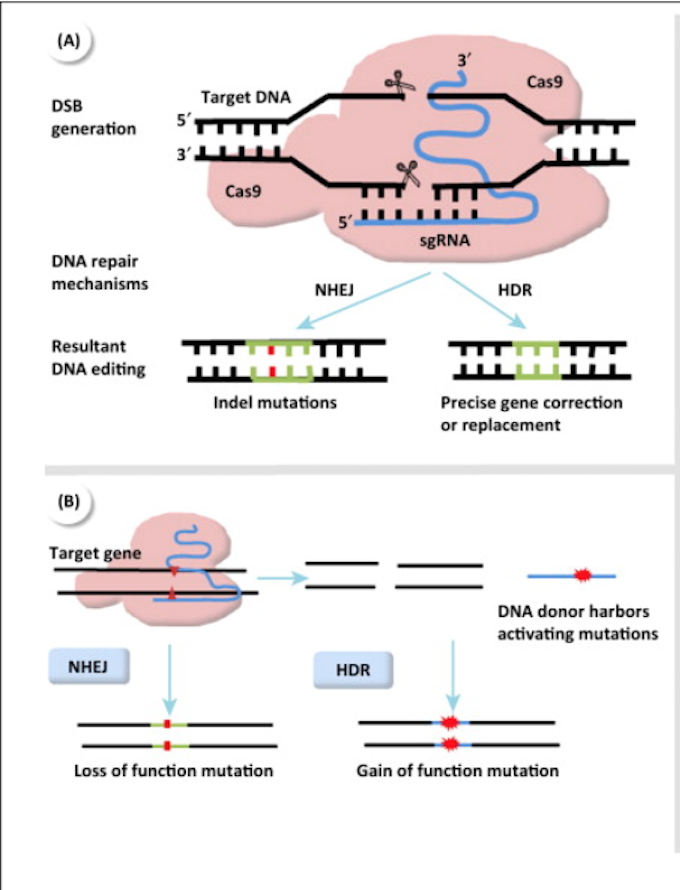 (A)
DSB
generation
Target DNA
3′
Cas9
5′
3′
Cas9
5′
sgRNA
DNA repair
mechanisms
NHEJ
HDR
Resultant
DNA editing
Indel mutations
Precise gene correction
or replacement
(B)
Target gene
DNA donor harbors
activating mutations
NHEJ
HDR
Loss of function mutation
Gain of function mutation